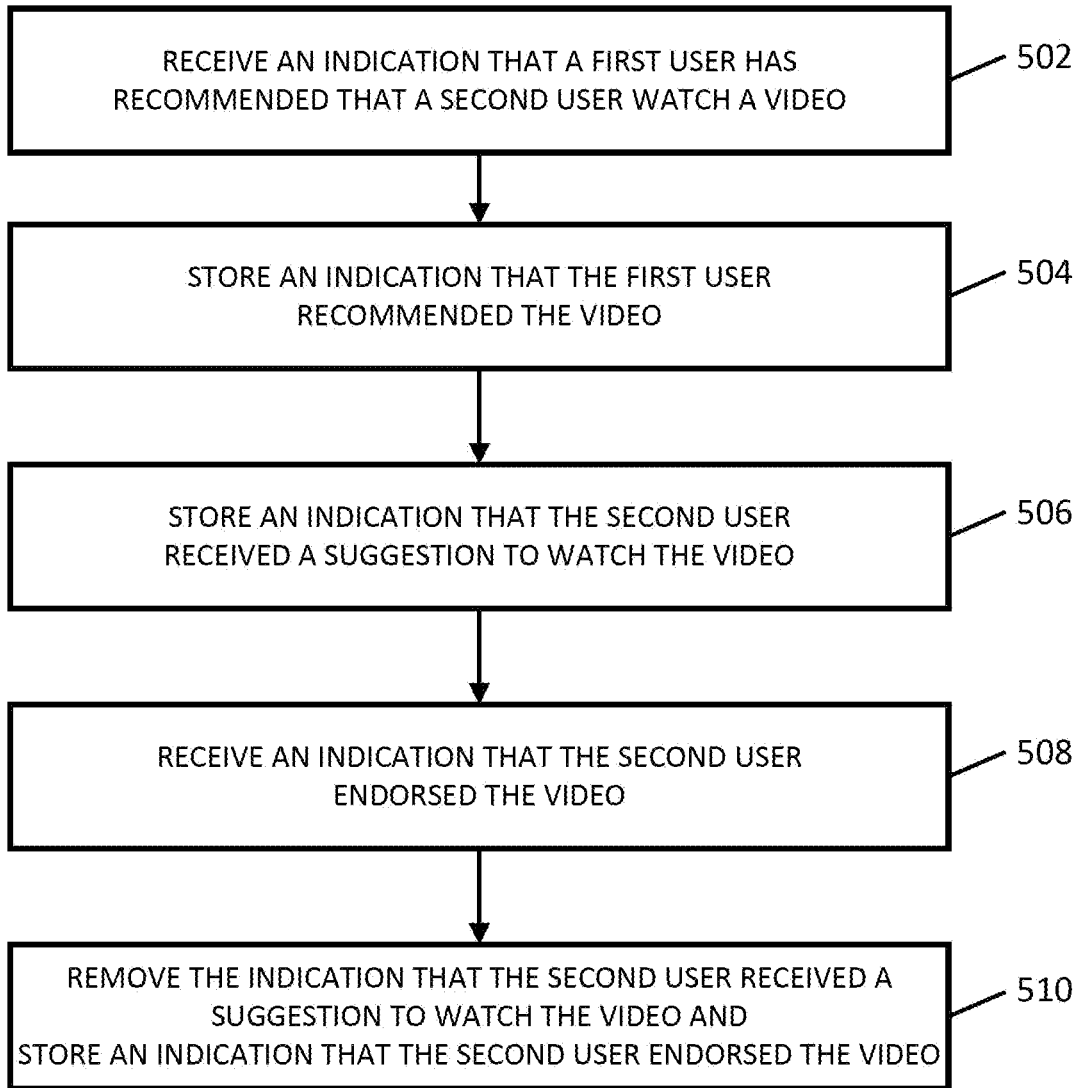 RECEIVE AN INDICATION THAT A FIRST USER HAS
RECOMMENDED THAT A SECOND USER WATCH A VIDEO
502
STORE AN INDICATION THAT THE FIRST USER
RECOMMENDED THE VIDEO
504
STORE AN INDICATION THAT THE SECOND USER
RECEIVED A SUGGESTION TO WATCH THE VIDEO
506
RECEIVE AN INDICATION THAT THE SECOND USER
ENDORSED THE VIDEO
508
REMOVE THE INDICATION THAT THE SECOND USER RECEIVED A
SUGGESTION TO WATCH THE VIDEO AND
STORE AN INDICATION THAT THE SECOND USER ENDORSED THE VIDEO
510